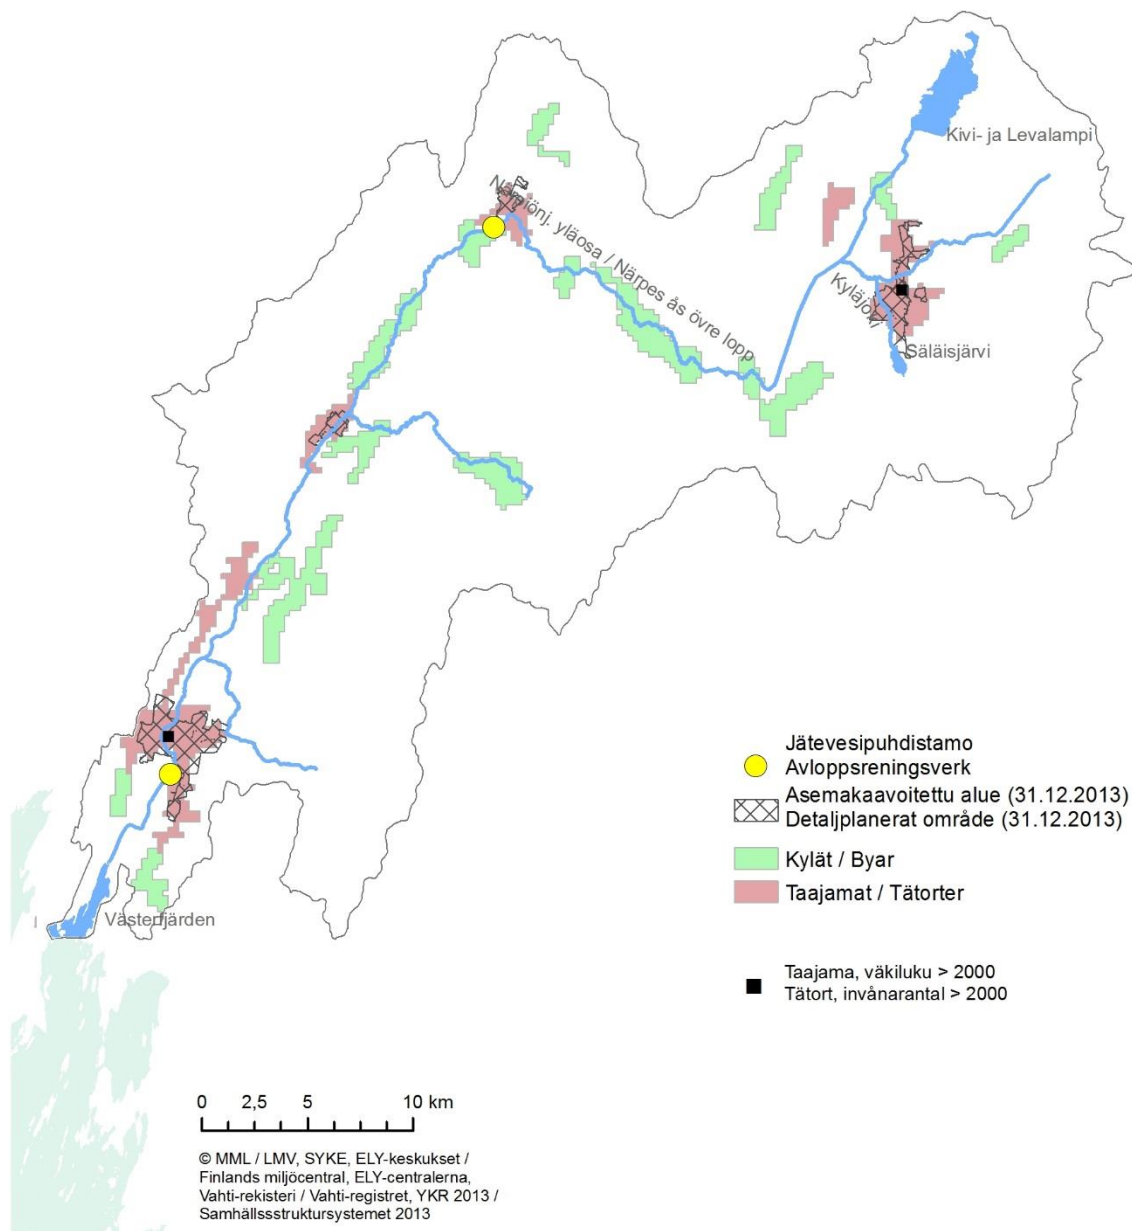 Kivi- ja Levalampi
Närpiönj. yläosa / Närpes ås övre lopp
Kyläjoki
Säläisjärvi
Västerfjärden
Jätevesipuhdistamo
Avloppsreningsverk
Asemakaavoitettu alue (31.12.2013)
Detaljplanerat område (31.12.2013)
Kylät / Byar
Taajamat / Tätorter
Taajama, väkiluku > 2000
Tätort, invånarantal > 2000
0 2,5 5 10 km
© MML / LMV, SYKE, ELY-keskukset /
Finlands miljöcentral, ELY-centralerna,
Vahti-rekisteri / Vahti-registret, YKR 2013 /
Samhällssstruktursystemet 2013